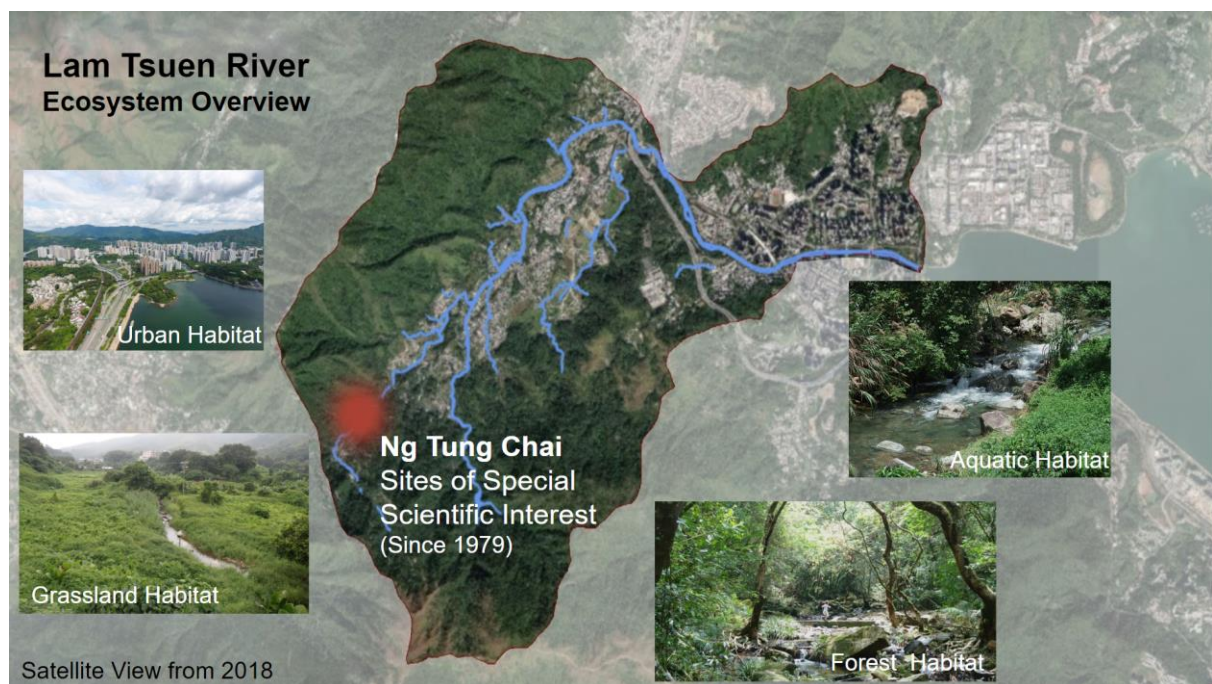 Lam Tsuen River
Ecosystem Overview
Urban Habitat
Ng Tung Chai
Sites of Special
Scientific Interest
(Since 1979)
Aquatic Habitat
Grassland Habitat
Forest Habitat
Satellite View from 2018